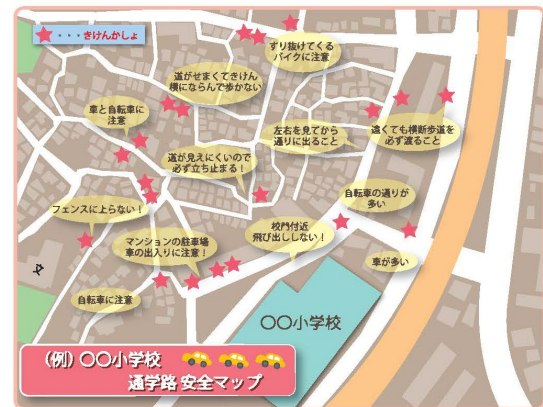 ★・・・きけんかしょ
すり抜けてくる
バイクに注意
道がせまくてきけん
横にならんで歩かない
車と自転車に
注意
左右を見てから
通りに出ること
遠くても横断歩道を
必ず渡ること
道が見えにくいので
必ず立ち止まる！
自転車の通りが
多い
フェンスに上らない！
校門付近
飛び出ししない！
マンションの駐車場
車の出入りに注意！
車が多い
自転車に注意
〇〇小学校
（例）〇〇小学校
通学路 安全マップ